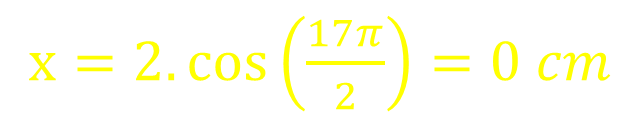 x = 2. cos(17π/2) = 0 cm